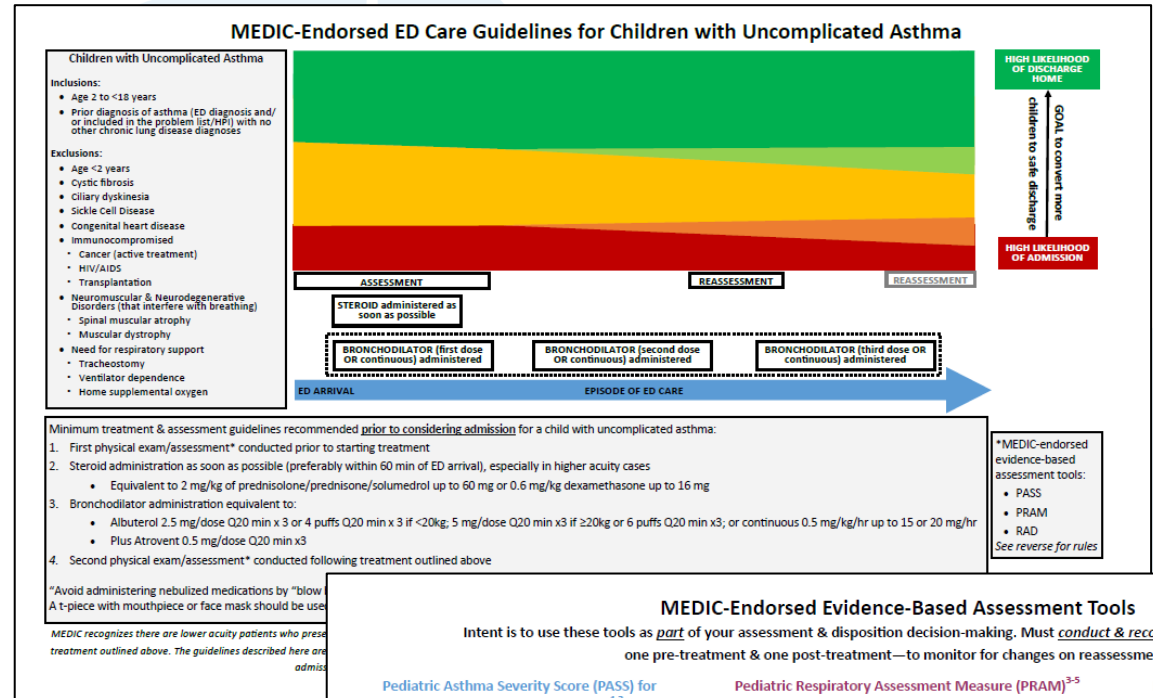 MEDIC-Endorsed ED Care Guidelines for Children with Uncomplicated Asthma
Children with Uncomplicated Asthma
Inclusions:
• Age 2 to <18 years
• Prior diagnosis of asthma (ED diagnosis and/
or included in the problem list/HPI) with no
other chronic lung disease diagnoses
Exclusions:
• Age <2 years
• Cystic fibrosis
• Ciliary dyskinesia
• Sickle Cell Disease
• Congenital heart disease
• Immunocompromised
• Cancer (active treatment)
• HIV/AIDS
• Transplantation
• Neuromuscular & Neurodegenerative
Disorders (that interfere with breathing)
• Spinal muscular atrophy
• Muscular dystrophy
• Need for respiratory support
• Tracheostomy
• Ventilator dependence
• Home supplemental oxygen
HIGH LIKELIHOOD
OF DISCHARGE
HOME
GOAL to convert more
children to safe discharge
HIGH LIKELIHOOD
OF ADMISSION
ASSESSMENT
REASSESSMENT
REASSESSMENT
STEROID administered as
soon as possible
BRONCHODILATOR (first dose
OR continuous) administered
BRONCHODILATOR (second dose
OR continuous) administered
BRONCHODILATOR (third dose OR
continuous) administered
ED ARRIVAL
EPISODE OF ED CARE
Minimum treatment & assessment guidelines recommended prior to considering admission for a child with uncomplicated asthma:
1. First physical exam/assessment* conducted prior to starting treatment
2. Steroid administration as soon as possible (preferably within 60 min of ED arrival), especially in higher acuity cases
• Equivalent to 2 mg/kg of prednisolone/prednisone/solumedrol up to 60 mg or 0.6 mg/kg dexamethasone up to 16 mg
3. Bronchodilator administration equivalent to:
• Albuterol 2.5 mg/dose Q20 min x 3 or 4 puffs Q20 min x 3 if <20kg; 5 mg/dose Q20 min x3 if ≥20kg or 6 puffs Q20 min x3; or continuous 0.5 mg/kg/hr up to 15 or 20 mg/hr
• Plus Atrovent 0.5 mg/dose Q20 min x3
4. Second physical exam/assessment* conducted following treatment outlined above
"Avoid administering nebulized medications by "blow
A t-piece with mouthpiece or face mask should be use
*MEDIC-endorsed
evidence-based
assessment tools:
• PASS
• PRAM
• RAD
See reverse for rules
MEDIC recognizes there are lower acuity patients who prese
treatment outlined above. The guidelines described here are
admiss
MEDIC-Endorsed Evidence-Based Assessment Tools
Intent is to use these tools as part of your assessment & disposition decision-making. Must conduct & reco
one pre-treatment & one post-treatment—to monitor for changes on reassessme
Pediatric Asthma Severity Score (PASS) for
Pediatric Respiratory Assessment Measure (PRAM)3-5